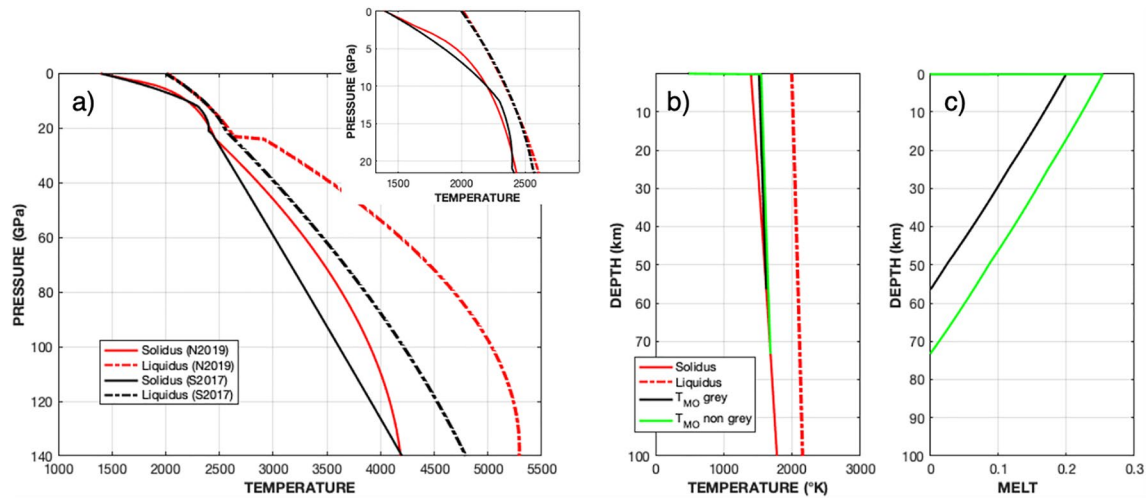 a)
PRESSURE (GPa)
0
20
40
60
80
100
120
140
1000 1500 2000 2500 3000 3500 4000 4500 5000 5500
TEMPERATURE
Solidus (N2019)
Liquidus (N2019)
Solidus (S2017)
Liquidus (S2017)
PRESSURE (GPa)
0
5
10
15
20
1500 2000 2500
TEMPERATURE
b)
DEPTH (km)
0
10
20
30
40
50
60
70
80
90
100
0 1000 2000 3000
TEMPERATURE (°K)
Solidus
Liquidus
TMO grey
TMO non grey
c)
DEPTH (km)
0
10
20
30
40
50
60
70
80
90
100
0 0.1 0.2 0.3
MELT